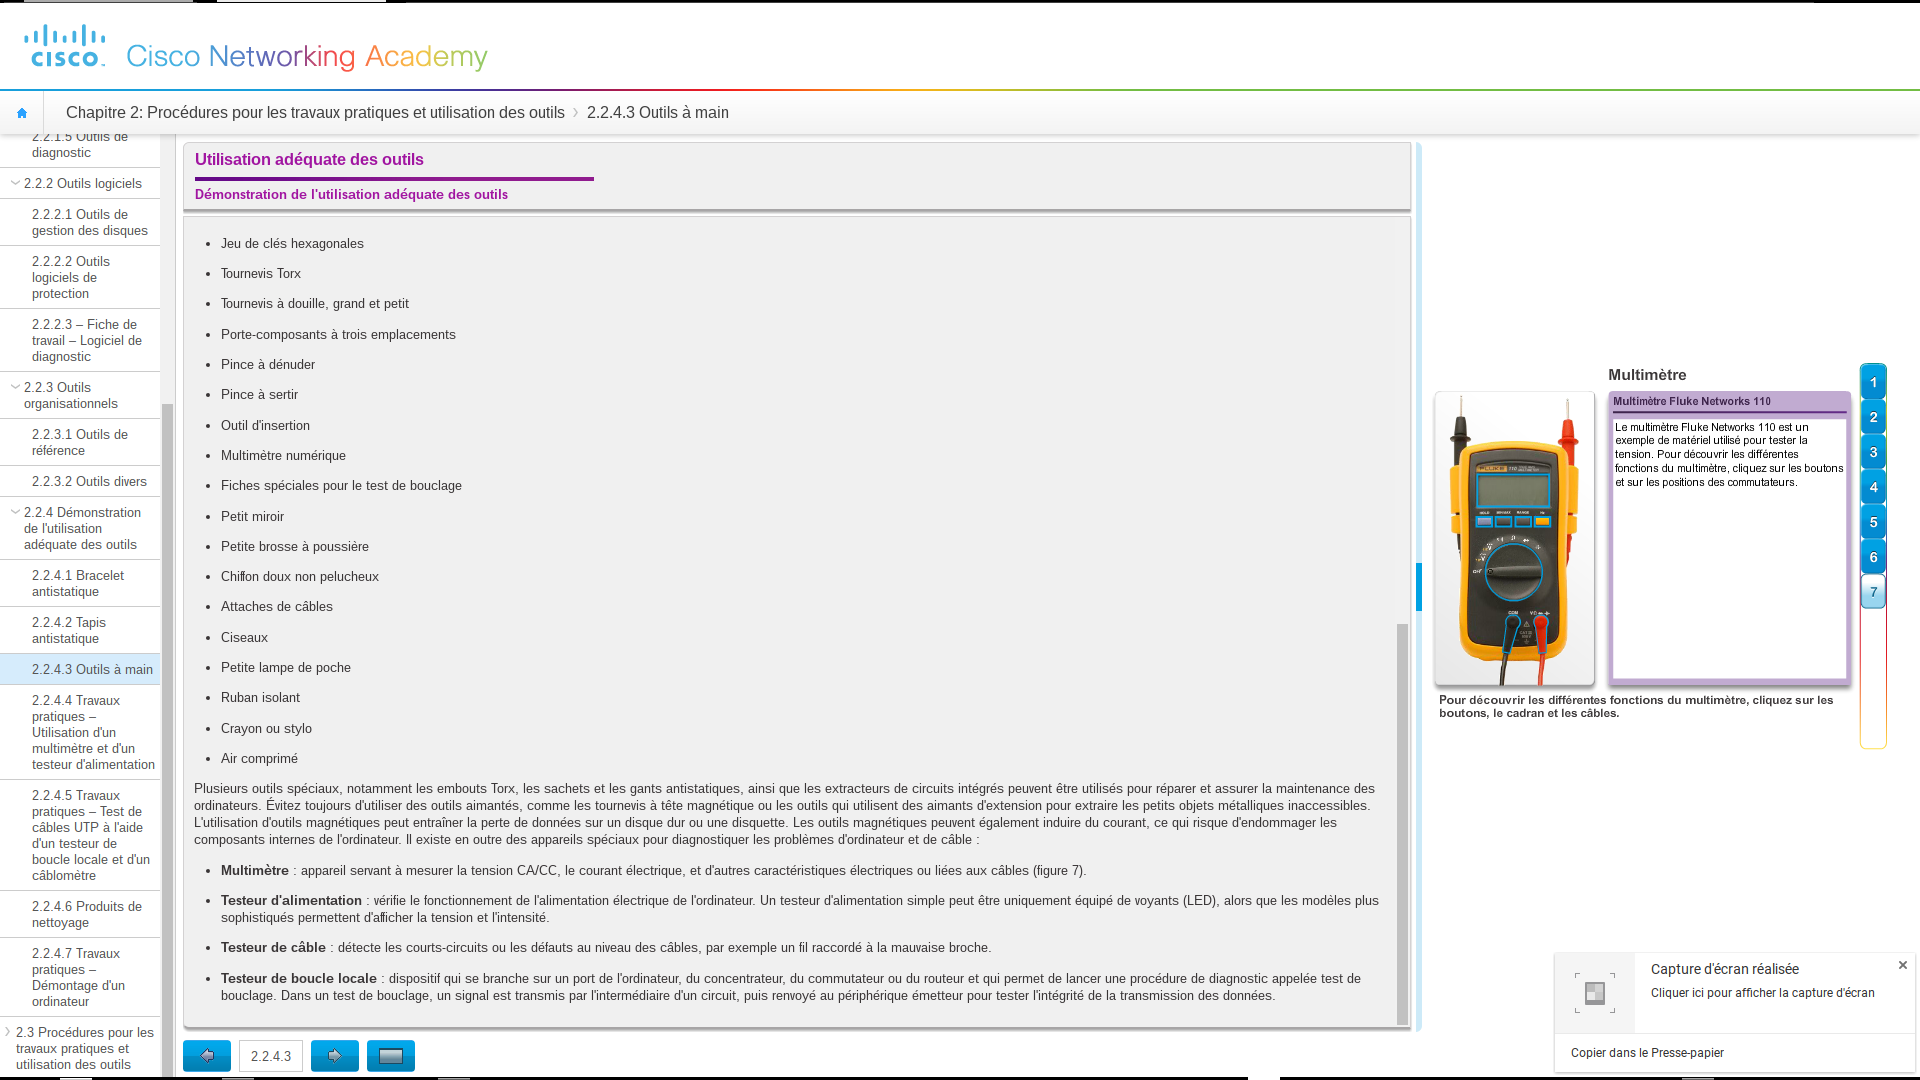 cisco
Cisco Networking Academy
Chapitre 2: Procédures pour les travaux pratiques et utilisation des outils
2.2.4.3 Outils à main
2.2.1.5 Outils de
diagnostic
2.2.2 Outils logiciels
2.2.2.1 Outils de
gestion des disques
2.2.2.2 Outils
logiciels de
protection
2.2.2.3 – Fiche de
travail – Logiciel de
diagnostic
2.2.3 Outils
organisationnels
2.2.3.1 Outils de
référence
2.2.3.2 Outils divers
2.2.4 Démonstration
de l'utilisation
adéquate des outils
2.2.4.1 Bracelet
antistatique
2.2.4.2 Tapis
antistatique
2.2.4.3 Outils à main
2.2.4.4 Travaux
pratiques –
Utilisation d'un
multimètre et d'un
testeur d'alimentation
2.2.4.5 Travaux
pratiques – Test de
câbles UTP à l'aide
d'un testeur de
boucle locale et d'un
câblomètre
2.2.4.6 Produits de
nettoyage
2.2.4.7 Travaux
pratiques –
Démontage d'un
ordinateur
2.3 Procédures pour les
travaux pratiques et
utilisation des outils
Utilisation adéquate des outils
Démonstration de l'utilisation adéquate des outils
• Jeu de clés hexagonales
• Tournevis Torx
• Tournevis à douille, grand et petit
• Porte-composants à trois emplacements
• Pince à dénuder
• Pince à sertir
• Outil d'insertion
• Multimètre numérique
• Fiches spéciales pour le test de bouclage
• Petit miroir
• Petite brosse à poussière
• Chiffon doux non pelucheux
• Attaches de câbles
• Ciseaux
• Petite lampe de poche
• Ruban isolant
• Crayon ou stylo
• Air comprimé
Plusieurs outils spéciaux, notamment les embouts Torx, les sachets et les gants antistatiques, ainsi que les extracteurs de circuits intégrés peuvent être utilisés pour réparer et assurer la maintenance des
ordinateurs. Évitez toujours d'utiliser des outils aimantés, comme les tournevis à tête magnétique ou les outils qui utilisent des aimants d'extension pour extraire les petits objets métalliques inaccessibles.
L'utilisation d'outils magnétiques peut entraîner la perte de données sur un disque dur ou une disquette. Les outils magnétiques peuvent également induire du courant, ce qui risque d'endommager les
composants internes de l'ordinateur. Il existe en outre des appareils spéciaux pour diagnostiquer les problèmes d'ordinateur et de câble :
• Multimètre : appareil servant à mesurer la tension CA/CC, le courant électrique, et d'autres caractéristiques électriques ou liées aux câbles (figure 7).
• Testeur d'alimentation : vérifie le fonctionnement de l'alimentation électrique de l'ordinateur. Un testeur d'alimentation simple peut être uniquement équipé de voyants (LED), alors que les modèles plus
sophistiqués permettent d'afficher la tension et l'intensité.
• Testeur de câble : détecte les courts-circuits ou les défauts au niveau des câbles, par exemple un fil raccordé à la mauvaise broche.
• Testeur de boucle locale : dispositif qui se branche sur un port de l'ordinateur, du concentrateur, du commutateur ou du routeur et qui permet de lancer une procédure de diagnostic appelée test de
bouclage. Dans un test de bouclage, un signal est transmis par l'intermédiaire d'un circuit, puis renvoyé au périphérique émetteur pour tester l'intégrité de la transmission des données.
2.2.4.3
Multimètre
Multimètre Fluke Networks 110
Le multimètre Fluke Networks 110 est un
exemple de matériel utilisé pour tester la
tension. Pour découvrir les différentes
fonctions du multimètre, cliquez sur les boutons
et sur les positions des commutateurs.
FLUKE 110
HOLD MIN MAX RANGE
OFF
COM
Pour découvrir les différentes fonctions du multimètre, cliquez sur les
boutons, le cadran et les câbles.
1
2
3
4
5
6
7
Capture d'écran réalisée
Cliquer ici pour afficher la capture d'écran
Copier dans le Presse-papier